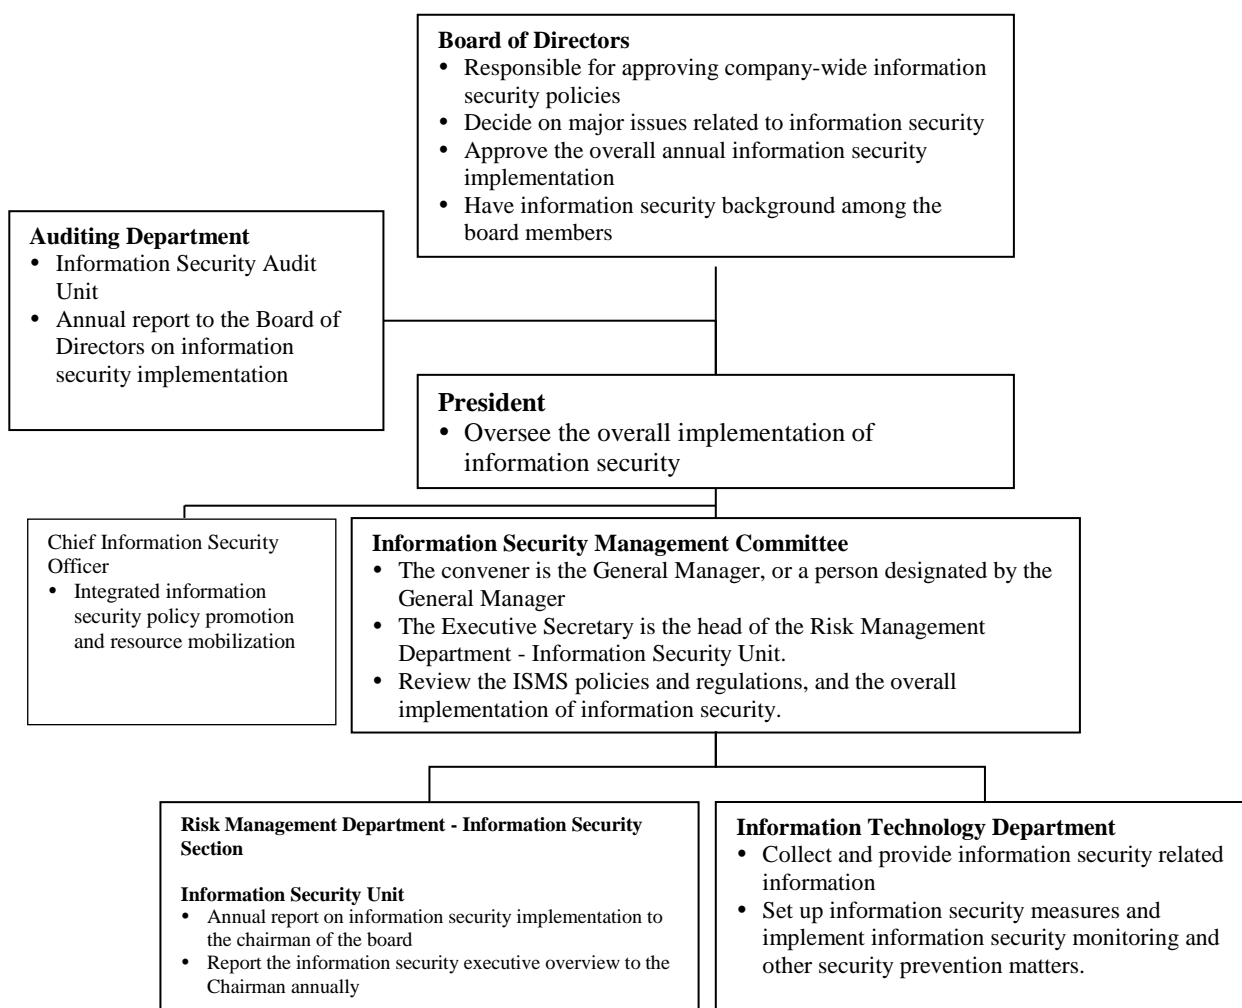 Board of Directors
• Responsible for approving company-wide information
security policies
• Decide on major issues related to information security
• Approve the overall annual information security
implementation
• Have information security background among the
board members
Auditing Department
• Information Security Audit
Unit
• Annual report to the Board of
Directors on information
security implementation
President
• Oversee the overall implementation of
information security
Chief Information Security
Officer
• Integrated information
security policy promotion
and resource mobilization
Information Security Management Committee
• The convener is the General Manager, or a person designated by the
General Manager
• The Executive Secretary is the head of the Risk Management
Department - Information Security Unit.
• Review the ISMS policies and regulations, and the overall
implementation of information security.
Risk Management Department - Information Security
Section
Information Security Unit
• Annual report on information security implementation to
the chairman of the board
• Report the information security executive overview to the
Chairman annually
Information Technology Department
• Collect and provide information security related
information
• Set up information security measures and
implement information security monitoring and
other security prevention matters.